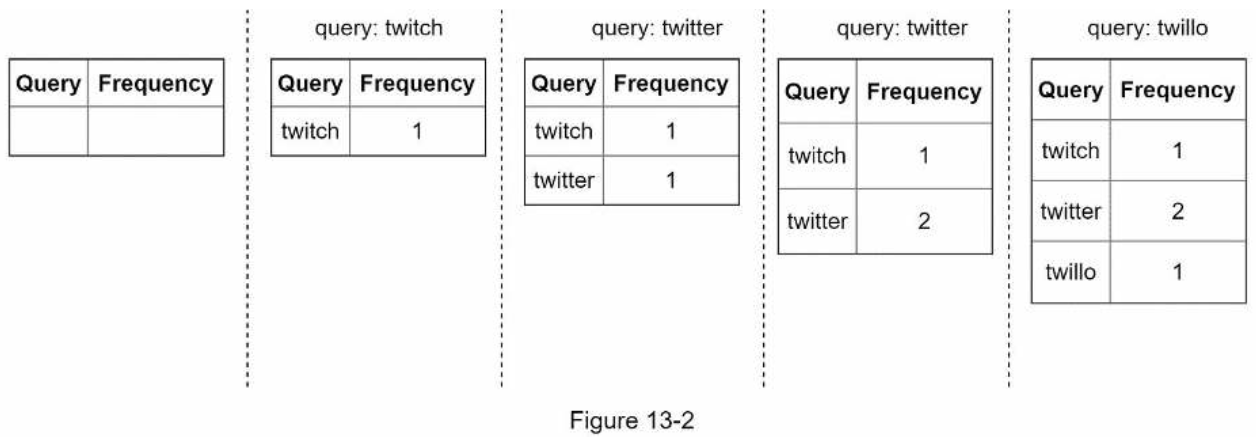 query: twitch
query: twitter
query: twitter
query: twillo
Query Frequency
Query Frequency
twitch 1
Query Frequency
twitch 1
twitter 1
Query Frequency
twitch 1
twitter 2
Query Frequency
twitch 1
twitter 2
twillo 1
Figure 13-2